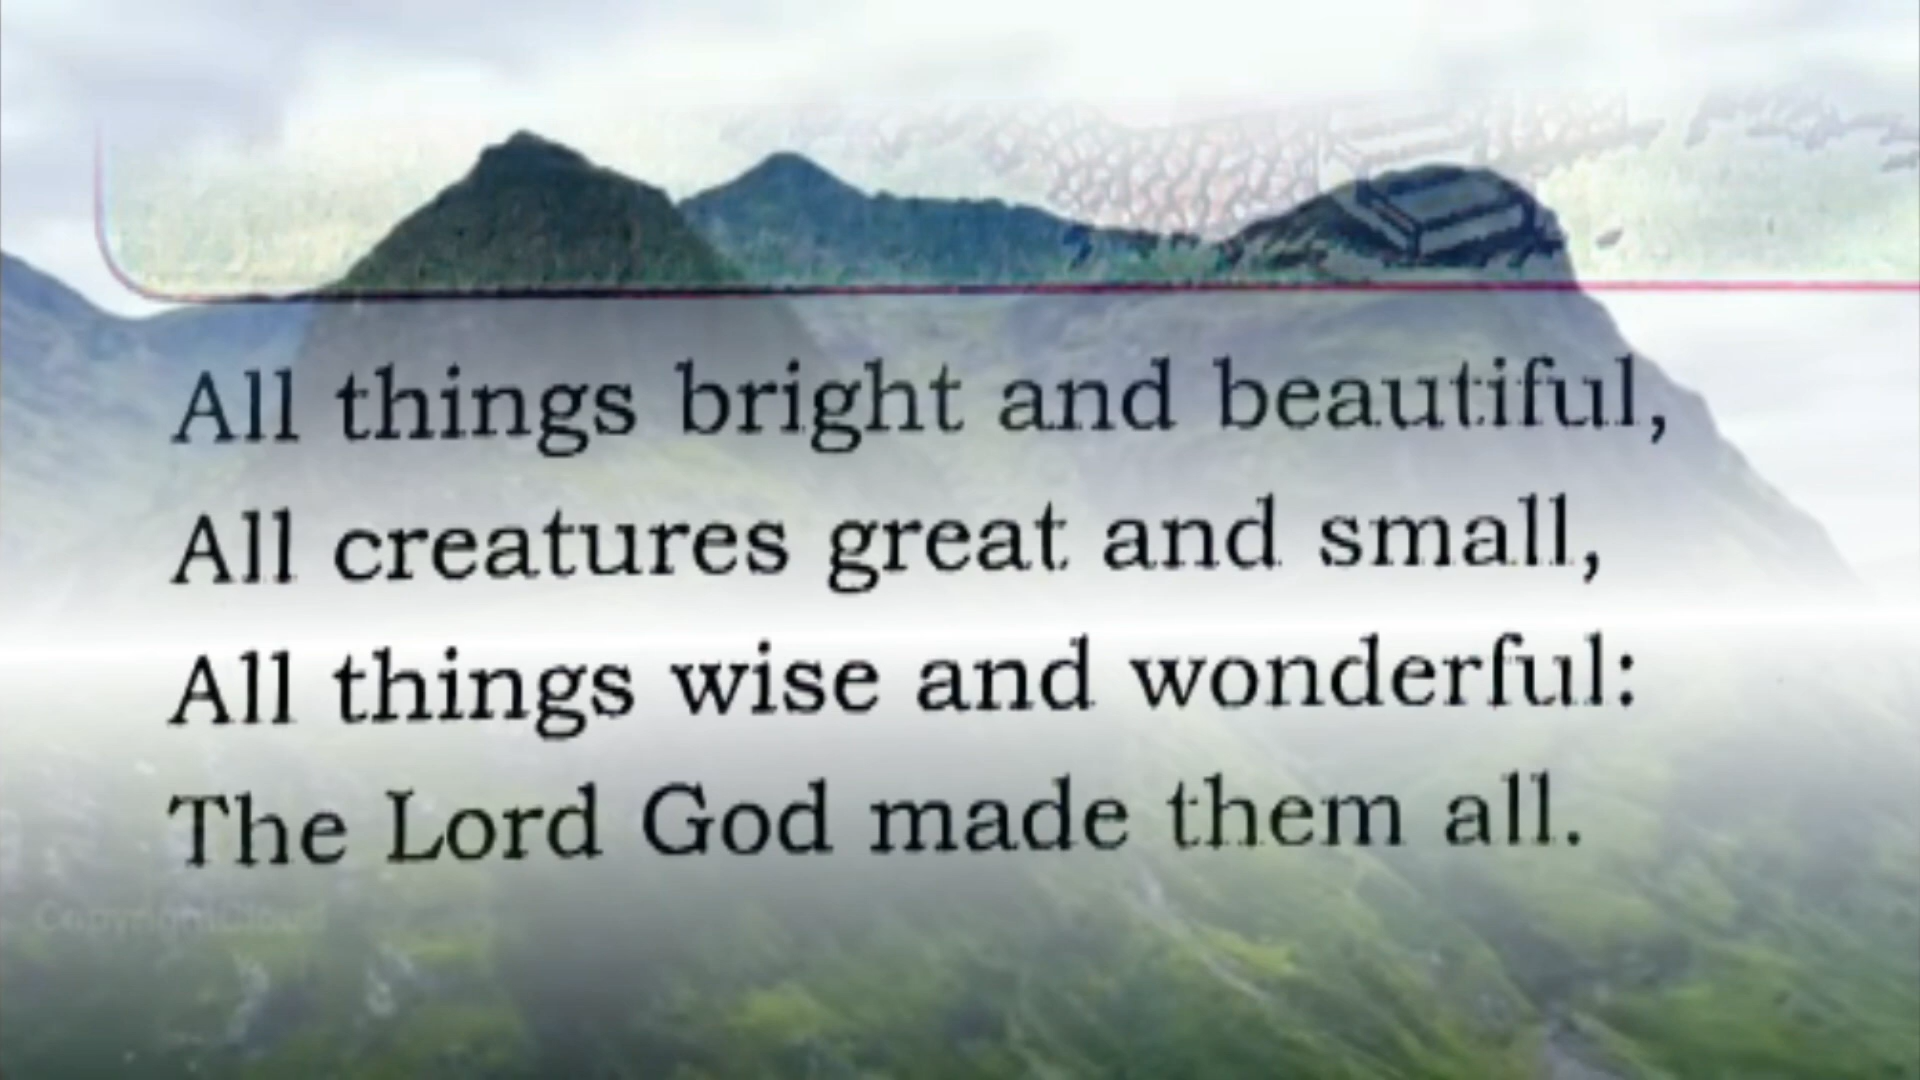 All things bright and beautiful,
All creatures great and small,
All things wise and wonderful:
The Lord God made them all.
CopyrightCloud